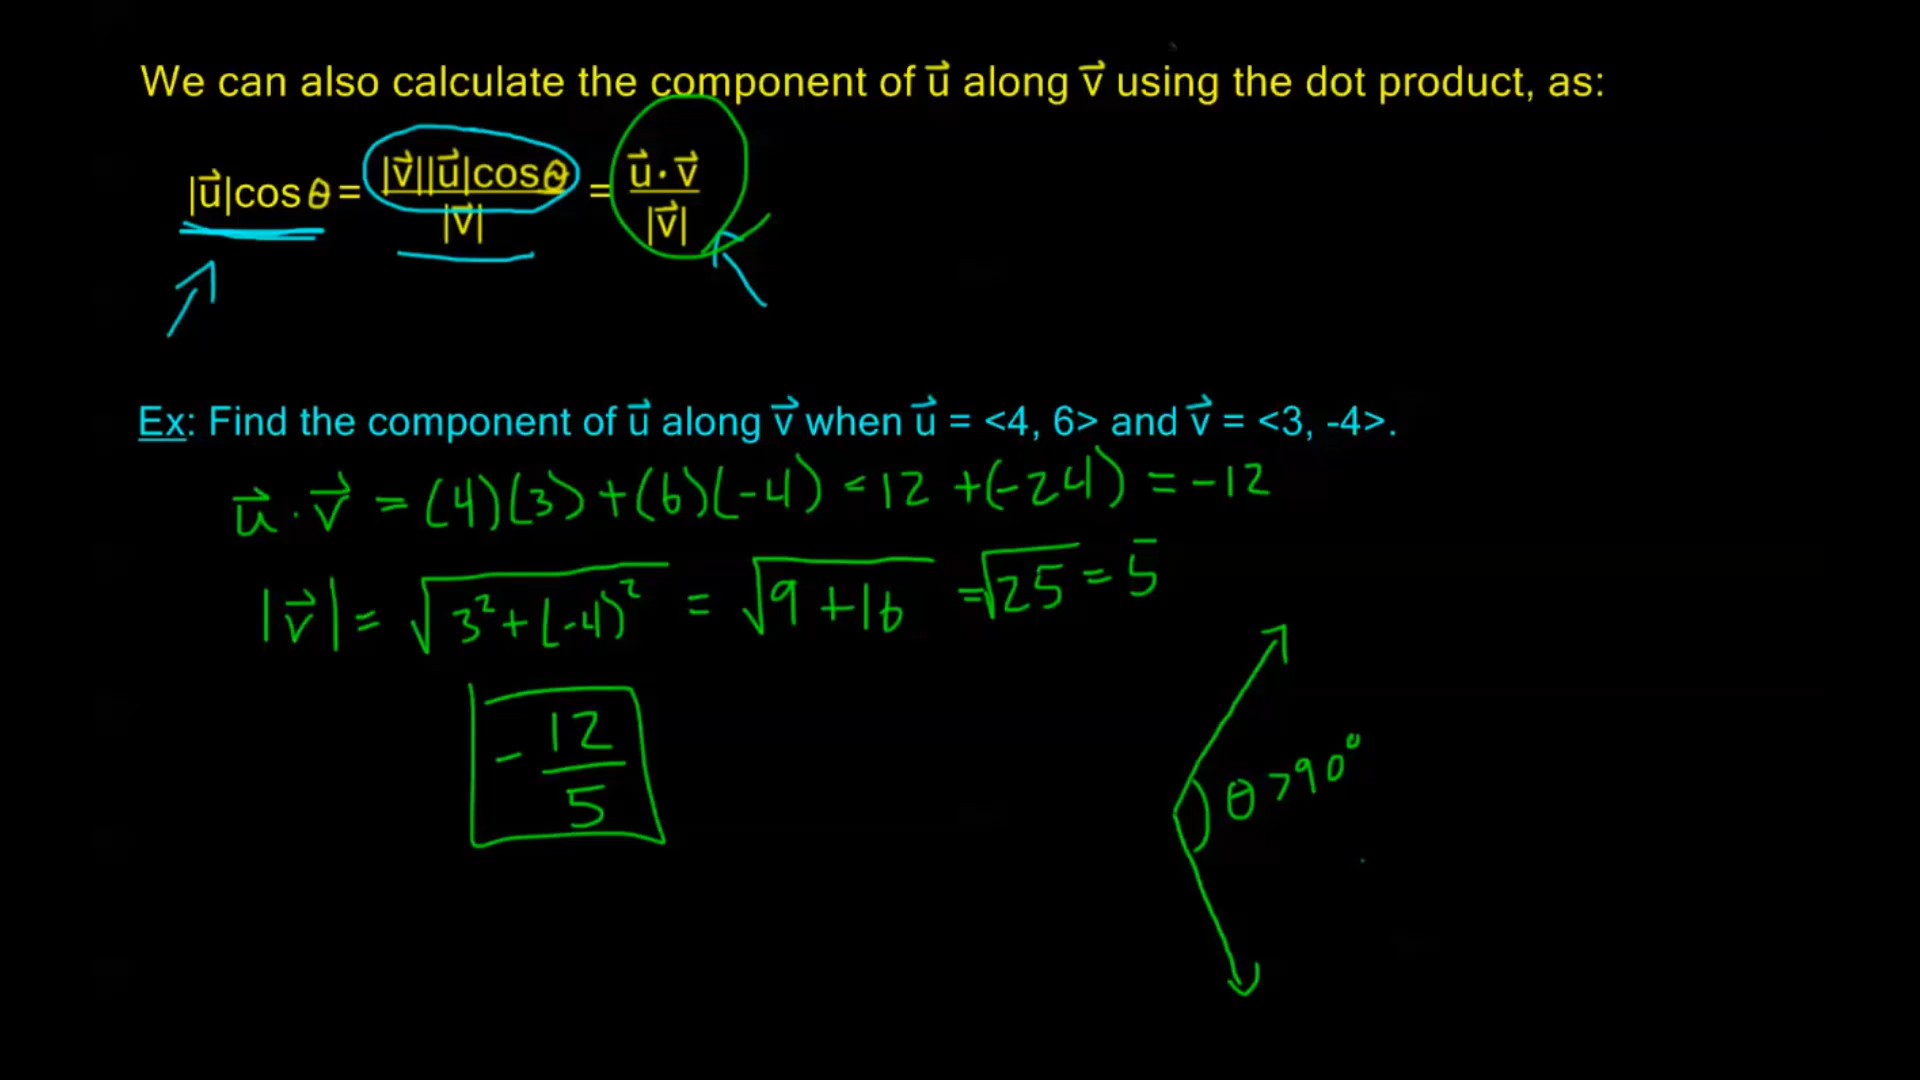 We can also calculate the component of u⃗ along v⃗ using the dot product, as:
|u⃗|cosθ = |v⃗||u⃗|cosθ / |v⃗| = u⃗·v⃗ / |v⃗|
Ex: Find the component of u⃗ along v⃗ when u⃗ = <4, 6> and v⃗ = <3, -4>.
u⃗·v⃗ = (4)(3)+(6)(-4) = 12 +(-24) = -12
|v⃗| = √(3²+(-4)²) = √(9+16) = √25 = 5
-12/5
θ >90°